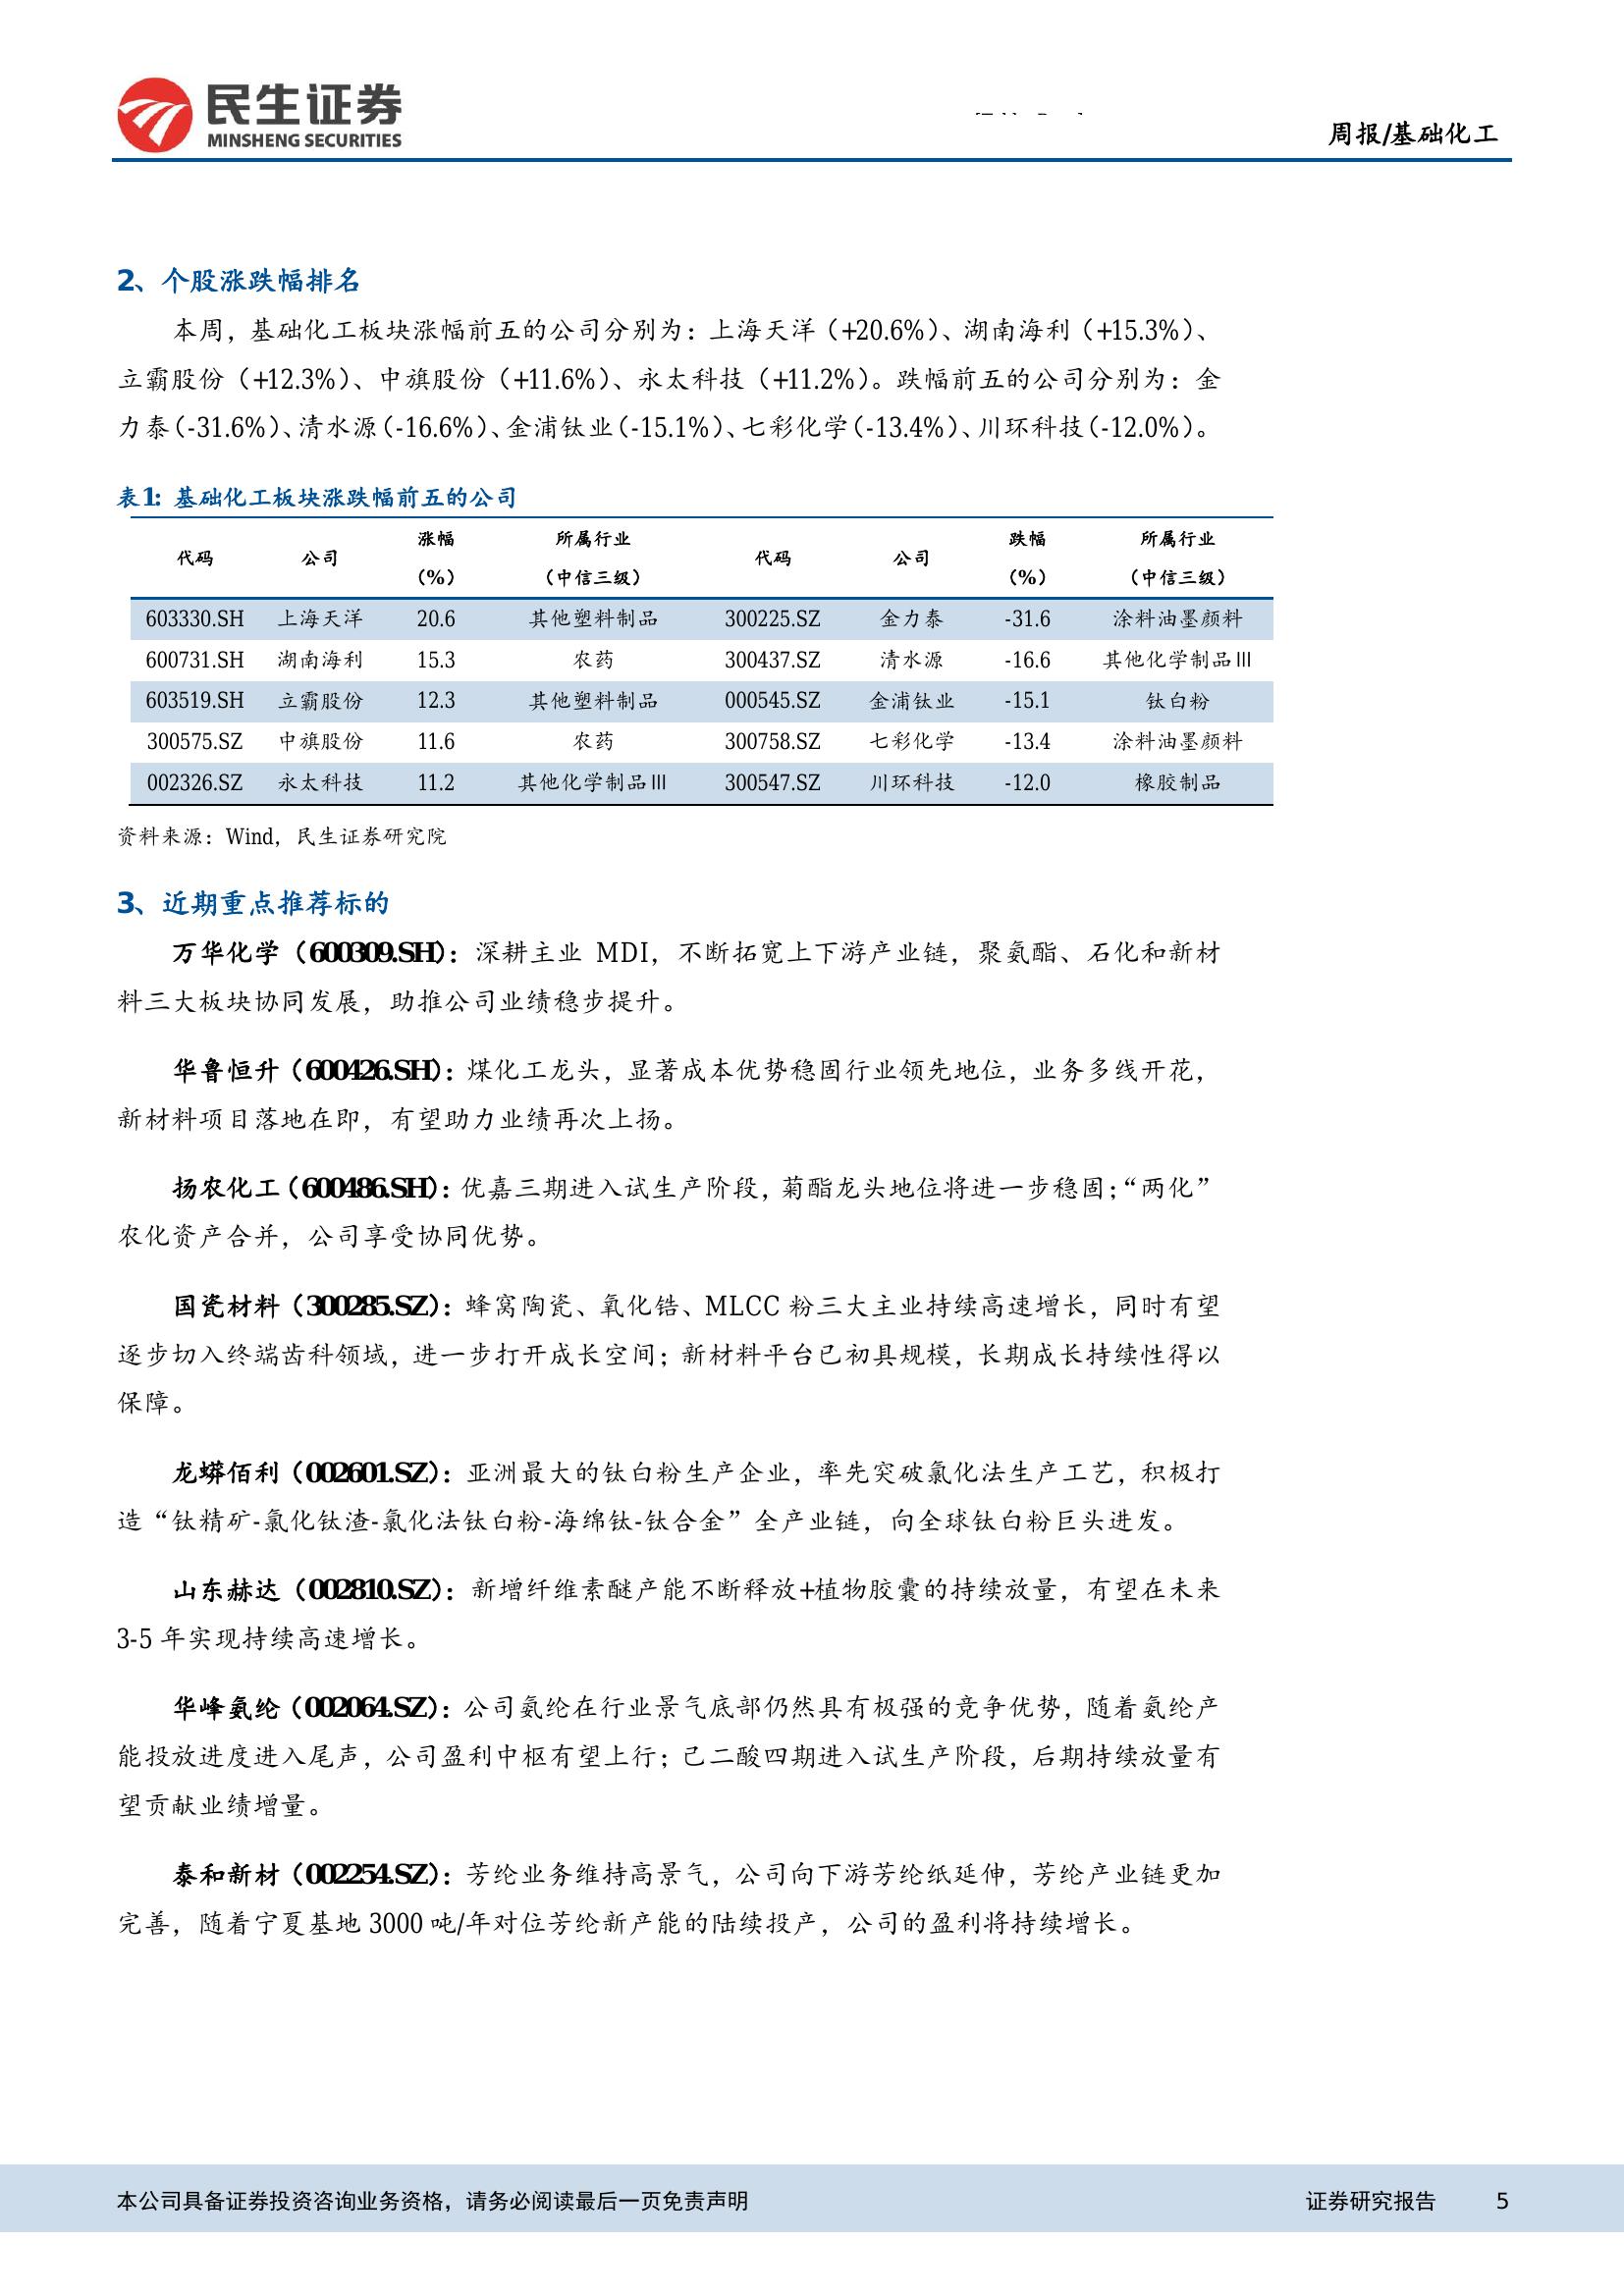 民生证券
MINSHENG SECURITIES
周报/基础化工
2、个股涨跌幅排名
本周，基础化工板块涨幅前五的公司分别为：上海天洋（+20.6%）、湖南海利（+15.3%）、
立霸股份（+12.3%）、中旗股份（+11.6%）、永太科技（+11.2%）。跌幅前五的公司分别为：金
力泰（-31.6%）、清水源（-16.6%）、金浦钛业（-15.1%）、七彩化学（-13.4%）、川环科技（-12.0%）。
表1：基础化工板块涨跌幅前五的公司
代码 公司 涨幅（%） 所属行业（中信三级） 代码 公司 跌幅（%） 所属行业（中信三级）
603330.SH 上海天洋 20.6 其他塑料制品 300225.SZ 金力泰 -31.6 涂料油墨颜料
600731.SH 湖南海利 15.3 农药 300437.SZ 清水源 -16.6 其他化学制品Ⅲ
603519.SH 立霸股份 12.3 其他塑料制品 000545.SZ 金浦钛业 -15.1 钛白粉
300575.SZ 中旗股份 11.6 农药 300758.SZ 七彩化学 -13.4 涂料油墨颜料
002326.SZ 永太科技 11.2 其他化学制品Ⅲ 300547.SZ 川环科技 -12.0 橡胶制品
资料来源：Wind，民生证券研究院
3、近期重点推荐标的
万华化学（600309.SH）：深耕主业 MDI，不断拓宽上下游产业链，聚氨酯、石化和新材
料三大板块协同发展，助推公司业绩稳步提升。
华鲁恒升（600426.SH）：煤化工龙头，显著成本优势稳固行业领先地位，业务多线开花，
新材料项目落地在即，有望助力业绩再次上扬。
扬农化工（600486.SH）：优嘉三期进入试生产阶段，菊酯龙头地位将进一步稳固；“两化”
农化资产合并，公司享受协同优势。
国瓷材料（300285.SZ）：蜂窝陶瓷、氧化锆、MLCC 粉三大主业持续高速增长，同时有望
逐步切入终端齿科领域，进一步打开成长空间；新材料平台已初具规模，长期成长持续性得以
保障。
龙蟒佰利（002601.SZ）：亚洲最大的钛白粉生产企业，率先突破氯化法生产工艺，积极打
造“钛精矿-氯化钛渣-氯化法钛白粉-海绵钛-钛合金”全产业链，向全球钛白粉巨头进发。
山东赫达（002810.SZ）：新增纤维素醚产能不断释放+植物胶囊的持续放量，有望在未来
3-5 年实现持续高速增长。
华峰氨纶（002064.SZ）：公司氨纶在行业景气底部仍然具有极强的竞争优势，随着氨纶产
能投放进度进入尾声，公司盈利中枢有望上行；己二酸四期进入试生产阶段，后期持续放量有
望贡献业绩增量。
泰和新材（002254.SZ）：芳纶业务维持高景气，公司向下游芳纶纸延伸，芳纶产业链更加
完善，随着宁夏基地 3000 吨/年对位芳纶新产能的陆续投产，公司的盈利将持续增长。
本公司具备证券投资咨询业务资格，请务必阅读最后一页免责声明 证券研究报告 5